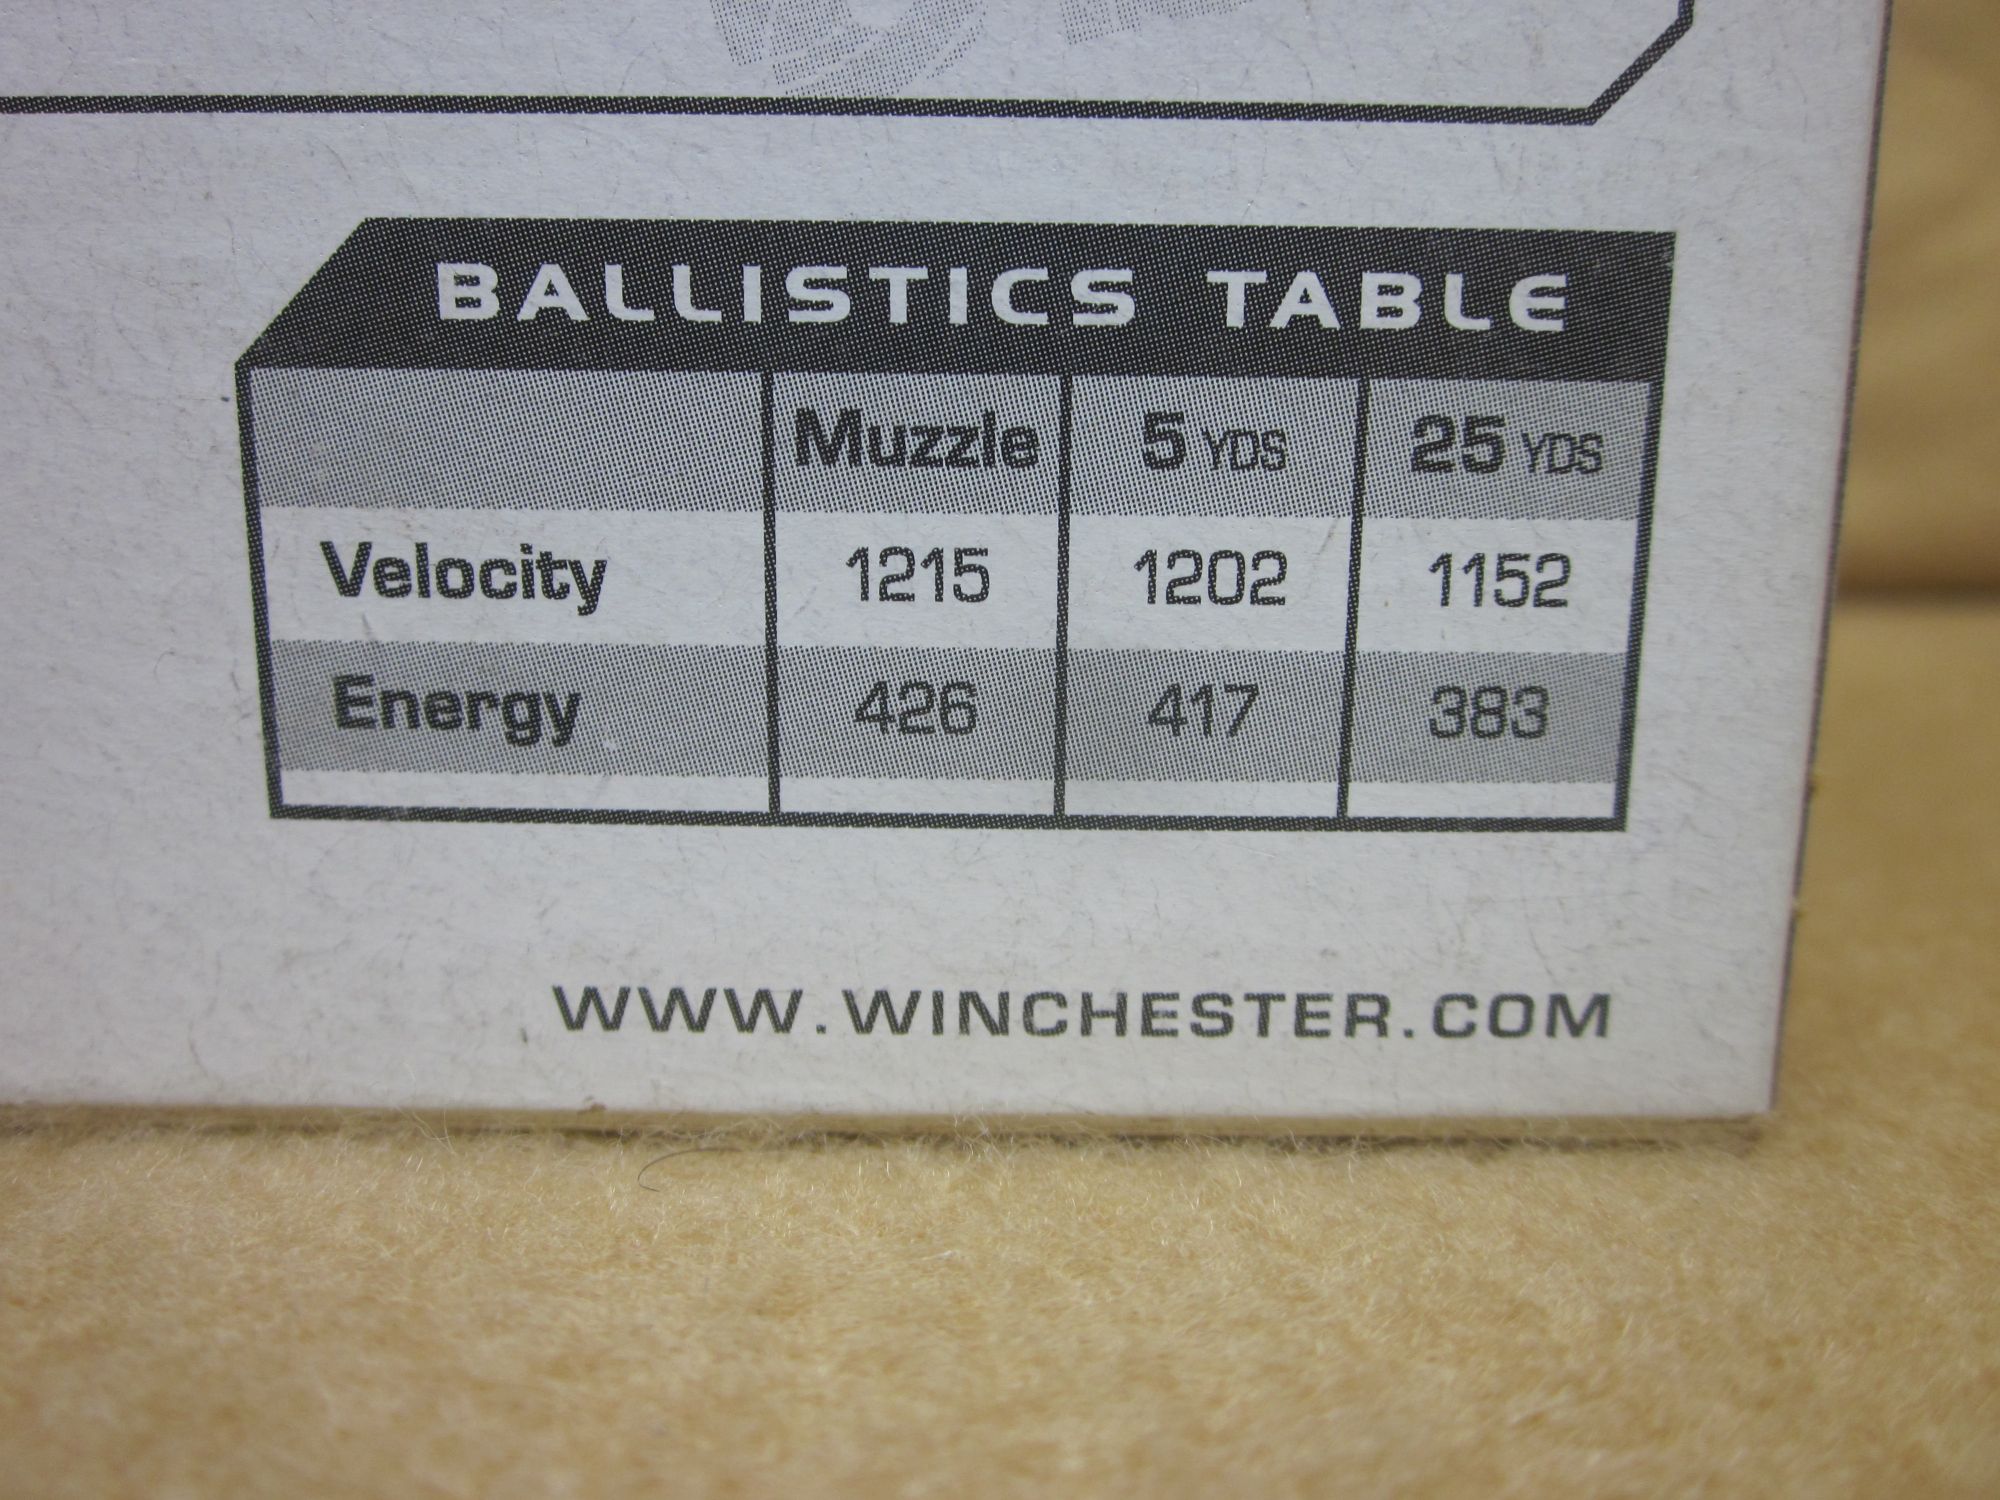 BALLISTICS TABLE
Muzzle 5 YDS 25 YDS
Velocity 1215 1202 1152
Energy 426 417 383
WWW.WINCHESTER.COM